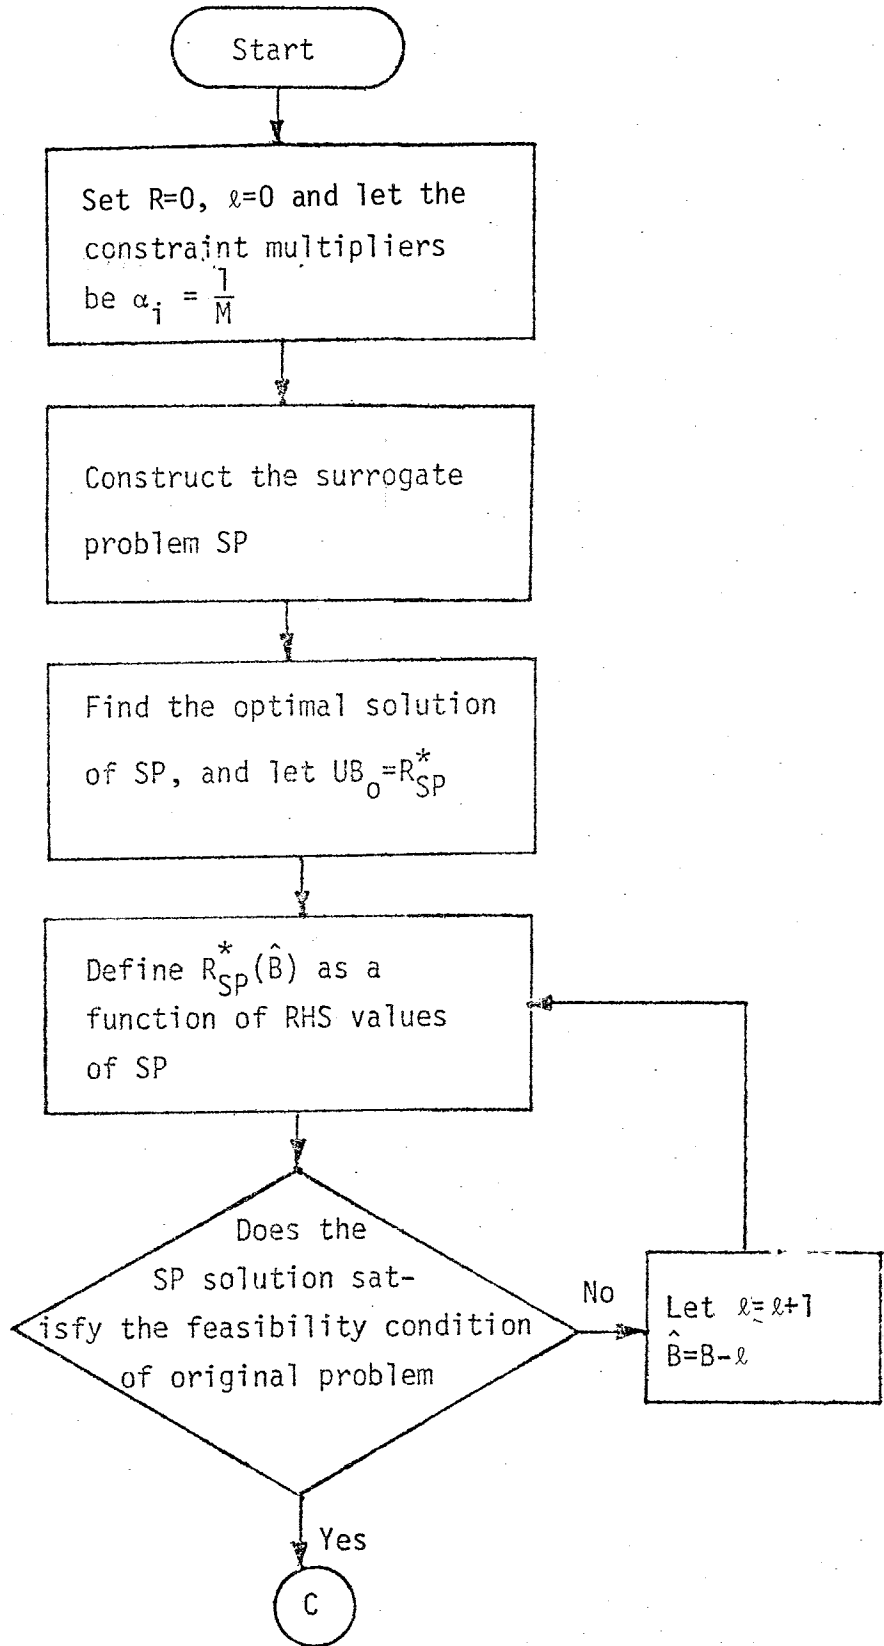 Start
Set R=0, ℓ=0 and let the
constraint multipliers
be αᵢ = 1/M
Construct the surrogate
problem SP
Find the optimal solution
of SP, and let UB₀=R*SP
Define R*SP(B̂) as a
function of RHS values
of SP
Does the
SP solution sat-
isfy the feasibility condition
of original problem
No
Let ℓ=ℓ+1
B̂=B-ℓ
Yes
C